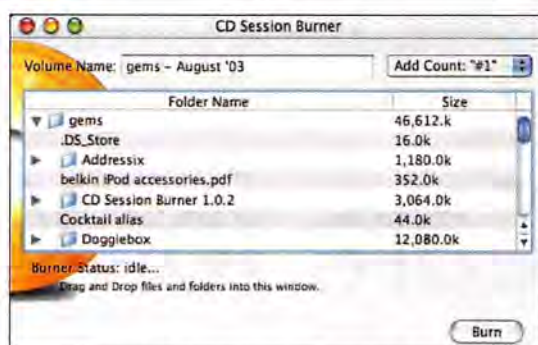 CD Session Burner
Volume Name: gems - August '03 Add Count: "#1"
Folder Name Size
gems 46,612.k
.DS_Store 16.0k
Addressix 1,180.0k
belkin iPod accessories.pdf 352.0k
CD Session Burner 1.0.2 3,064.0k
Cocktail alias 44.0k
Doggiebox 12,080.0k
Burner Status: idle...
Drag and Drop files and folders into this window.
Burn